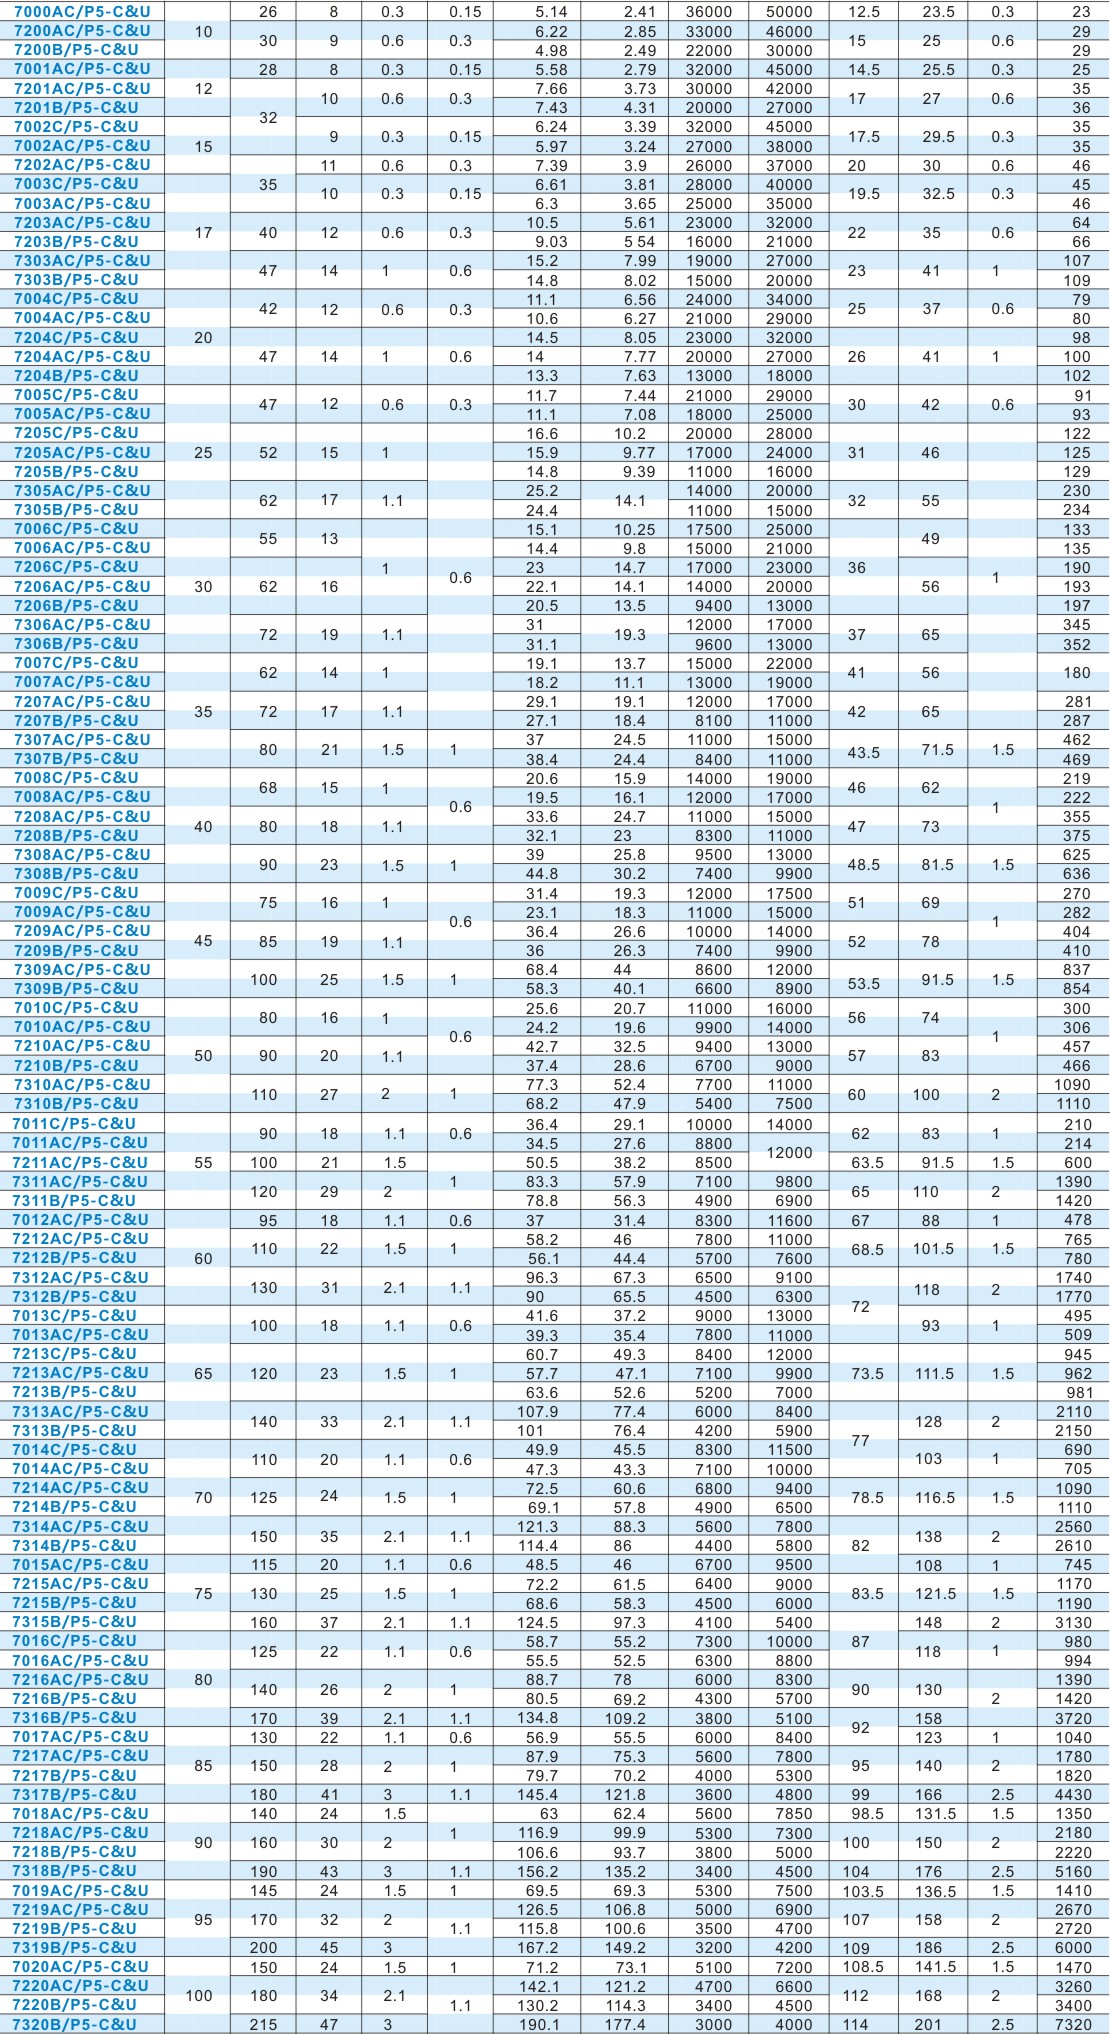 7000AC/P5-C&U 26 8 0.3 0.15 5.14 2.41 36000 50000 12.5 23.5 0.3 23
7200AC/P5-C&U 10 30 9 0.6 0.3 6.22 2.85 33000 46000 15 25 0.6 29
7200B/P5-C&U 4.98 2.49 22000 30000 29
7001AC/P5-C&U 28 8 0.3 0.15 5.58 2.79 32000 45000 14.5 25.5 0.3 25
7201AC/P5-C&U 12 10 0.6 0.3 7.66 3.73 30000 42000 17 27 0.6 35
7201B/P5-C&U 32 7.43 4.31 20000 27000 36
7002C/P5-C&U 9 0.3 0.15 6.24 3.39 32000 45000 17.5 29.5 0.3 35
7002AC/P5-C&U 15 5.97 3.24 27000 38000 35
7202AC/P5-C&U 11 0.6 0.3 7.39 3.9 26000 37000 20 30 0.6 46
7003C/P5-C&U 35 10 0.3 0.15 6.61 3.81 28000 40000 19.5 32.5 0.3 45
7003AC/P5-C&U 6.3 3.65 25000 35000 46
7203AC/P5-C&U 17 40 12 0.6 0.3 10.5 5.61 23000 32000 22 35 0.6 64
7203B/P5-C&U 9.03 5 54 16000 21000 66
7303AC/P5-C&U 47 14 1 0.6 15.2 7.99 19000 27000 23 41 1 107
7303B/P5-C&U 14.8 8.02 15000 20000 109
7004C/P5-C&U 42 12 0.6 0.3 11.1 6.56 24000 34000 25 37 0.6 79
7004AC/P5-C&U 10.6 6.27 21000 29000 80
7204C/P5-C&U 20 14.5 8.05 23000 32000 98
7204AC/P5-C&U 47 14 1 0.6 14 7.77 20000 27000 26 41 1 100
7204B/P5-C&U 13.3 7.63 13000 18000 102
7005C/P5-C&U 47 12 0.6 0.3 11.7 7.44 21000 29000 30 42 0.6 91
7005AC/P5-C&U 11.1 7.08 18000 25000 93
7205C/P5-C&U 16.6 10.2 20000 28000 122
7205AC/P5-C&U 25 52 15 1 15.9 9.77 17000 24000 31 46 125
7205B/P5-C&U 14.8 9.39 11000 16000 129
7305AC/P5-C&U 62 17 1.1 25.2 14.1 14000 20000 32 55 230
7305B/P5-C&U 24.4 11000 15000 234
7006C/P5-C&U 55 13 15.1 10.25 17500 25000 49 133
7006AC/P5-C&U 14.4 9.8 15000 21000 135
7206C/P5-C&U 1 0.6 23 14.7 17000 23000 36 1 190
7206AC/P5-C&U 30 62 16 22.1 14.1 14000 20000 56 193
7206B/P5-C&U 20.5 13.5 9400 13000 197
7306AC/P5-C&U 72 19 1.1 31 19.3 12000 17000 37 65 345
7306B/P5-C&U 31.1 9600 13000 352
7007C/P5-C&U 62 14 1 19.1 13.7 15000 22000 41 56 180
7007AC/P5-C&U 18.2 11.1 13000 19000
7207AC/P5-C&U 35 72 17 1.1 29.1 19.1 12000 17000 42 65 281
7207B/P5-C&U 27.1 18.4 8100 11000 287
7307AC/P5-C&U 80 21 1.5 1 37 24.5 11000 15000 43.5 71.5 1.5 462
7307B/P5-C&U 38.4 24.4 8400 11000 469
7008C/P5-C&U 68 15 1 20.6 15.9 14000 19000 46 62 219
7008AC/P5-C&U 0.6 19.5 16.1 12000 17000 1 222
7208AC/P5-C&U 40 80 18 1.1 33.6 24.7 11000 15000 47 73 355
7208B/P5-C&U 32.1 23 8300 11000 375
7308AC/P5-C&U 90 23 1.5 1 39 25.8 9500 13000 48.5 81.5 1.5 625
7308B/P5-C&U 44.8 30.2 7400 9900 636
7009C/P5-C&U 75 16 1 31.4 19.3 12000 17500 51 69 270
7009AC/P5-C&U 0.6 23.1 18.3 11000 15000 1 282
7209AC/P5-C&U 45 85 19 1.1 36.4 26.6 10000 14000 52 78 404
7209B/P5-C&U 36 26.3 7400 9900 410
7309AC/P5-C&U 100 25 1.5 1 68.4 44 8600 12000 53.5 91.5 1.5 837
7309B/P5-C&U 58.3 40.1 6600 8900 854
7010C/P5-C&U 80 16 1 25.6 20.7 11000 16000 56 74 300
7010AC/P5-C&U 0.6 24.2 19.6 9900 14000 1 306
7210AC/P5-C&U 50 90 20 1.1 42.7 32.5 9400 13000 57 83 457
7210B/P5-C&U 37.4 28.6 6700 9000 466
7310AC/P5-C&U 110 27 2 1 77.3 52.4 7700 11000 60 100 2 1090
7310B/P5-C&U 68.2 47.9 5400 7500 1110
7011C/P5-C&U 90 18 1.1 0.6 36.4 29.1 10000 14000 62 83 1 210
7011AC/P5-C&U 34.5 27.6 8800 12000 214
7211AC/P5-C&U 55 100 21 1.5 50.5 38.2 8500 63.5 91.5 1.5 600
7311AC/P5-C&U 120 29 2 1 83.3 57.9 7100 9800 65 110 2 1390
7311B/P5-C&U 78.8 56.3 4900 6900 1420
7012AC/P5-C&U 95 18 1.1 0.6 37 31.4 8300 11600 67 88 1 478
7212AC/P5-C&U 110 22 1.5 1 58.2 46 7800 11000 68.5 101.5 1.5 765
7212B/P5-C&U 60 56.1 44.4 5700 7600 780
7312AC/P5-C&U 130 31 2.1 1.1 96.3 67.3 6500 9100 118 2 1740
7312B/P5-C&U 90 65.5 4500 6300 72 1770
7013C/P5-C&U 100 18 1.1 0.6 41.6 37.2 9000 13000 93 1 495
7013AC/P5-C&U 39.3 35.4 7800 11000 509
7213C/P5-C&U 60.7 49.3 8400 12000 945
7213AC/P5-C&U 65 120 23 1.5 1 57.7 47.1 7100 9900 73.5 111.5 1.5 962
7213B/P5-C&U 63.6 52.6 5200 7000 981
7313AC/P5-C&U 140 33 2.1 1.1 107.9 77.4 6000 8400 128 2 2110
7313B/P5-C&U 101 76.4 4200 5900 77 2150
7014C/P5-C&U 110 20 1.1 0.6 49.9 45.5 8300 11500 103 1 690
7014AC/P5-C&U 47.3 43.3 7100 10000 705
7214AC/P5-C&U 70 125 24 1.5 1 72.5 60.6 6800 9400 78.5 116.5 1.5 1090
7214B/P5-C&U 69.1 57.8 4900 6500 1110
7314AC/P5-C&U 150 35 2.1 1.1 121.3 88.3 5600 7800 82 138 2 2560
7314B/P5-C&U 114.4 86 4400 5800 2610
7015AC/P5-C&U 115 20 1.1 0.6 48.5 46 6700 9500 108 1 745
7215AC/P5-C&U 75 130 25 1.5 1 72.2 61.5 6400 9000 83.5 121.5 1.5 1170
7215B/P5-C&U 68.6 58.3 4500 6000 1190
7315B/P5-C&U 160 37 2.1 1.1 124.5 97.3 4100 5400 148 2 3130
7016C/P5-C&U 125 22 1.1 0.6 58.7 55.2 7300 10000 87 118 1 980
7016AC/P5-C&U 55.5 52.5 6300 8800 994
7216AC/P5-C&U 80 140 26 2 1 88.7 78 6000 8300 90 130 1390
7216B/P5-C&U 80.5 69.2 4300 5700 2 1420
7316B/P5-C&U 170 39 2.1 1.1 134.8 109.2 3800 5100 92 158 3720
7017AC/P5-C&U 130 22 1.1 0.6 56.9 55.5 6000 8400 123 1 1040
7217AC/P5-C&U 85 150 28 2 1 87.9 75.3 5600 7800 95 140 2 1780
7217B/P5-C&U 79.7 70.2 4000 5300 1820
7317B/P5-C&U 180 41 3 1.1 145.4 121.8 3600 4800 99 166 2.5 4430
7018AC/P5-C&U 140 24 1.5 63 62.4 5600 7850 98.5 131.5 1.5 1350
7218AC/P5-C&U 90 160 30 2 1 116.9 99.9 5300 7300 100 150 2 2180
7218B/P5-C&U 106.6 93.7 3800 5000 2220
7318B/P5-C&U 190 43 3 1.1 156.2 135.2 3400 4500 104 176 2.5 5160
7019AC/P5-C&U 145 24 1.5 1 69.5 69.3 5300 7500 103.5 136.5 1.5 1410
7219AC/P5-C&U 95 170 32 2 126.5 106.8 5000 6900 107 158 2 2670
7219B/P5-C&U 1.1 115.8 100.6 3500 4700 2720
7319B/P5-C&U 200 45 3 167.2 149.2 3200 4200 109 186 2.5 6000
7020AC/P5-C&U 150 24 1.5 1 71.2 73.1 5100 7200 108.5 141.5 1.5 1470
7220AC/P5-C&U 100 180 34 2.1 142.1 121.2 4700 6600 112 168 2 3260
7220B/P5-C&U 1.1 130.2 114.3 3400 4500 3400
7320B/P5-C&U 215 47 3 190.1 177.4 3000 4000 114 201 2.5 7320